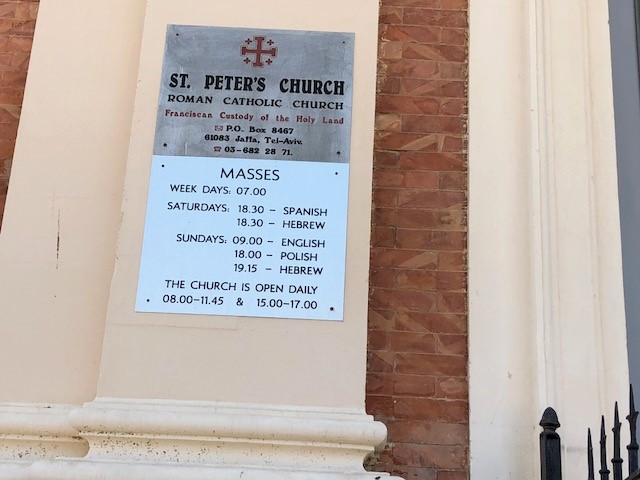 ST. PETER'S CHURCH
ROMAN CATHOLIC CHURCH
Franciscan Custody of the Holy Land
✉ P.O. Box 8467
61083 Jaffa, Tel-Aviv.
☎ 03-682 28 71.
MASSES
WEEK DAYS: 07.00
SATURDAYS: 18.30 - SPANISH
18.30 - HEBREW
SUNDAYS: 09.00 - ENGLISH
18.00 - POLISH
19.15 - HEBREW
THE CHURCH IS OPEN DAILY
08.00-11.45 & 15.00-17.00